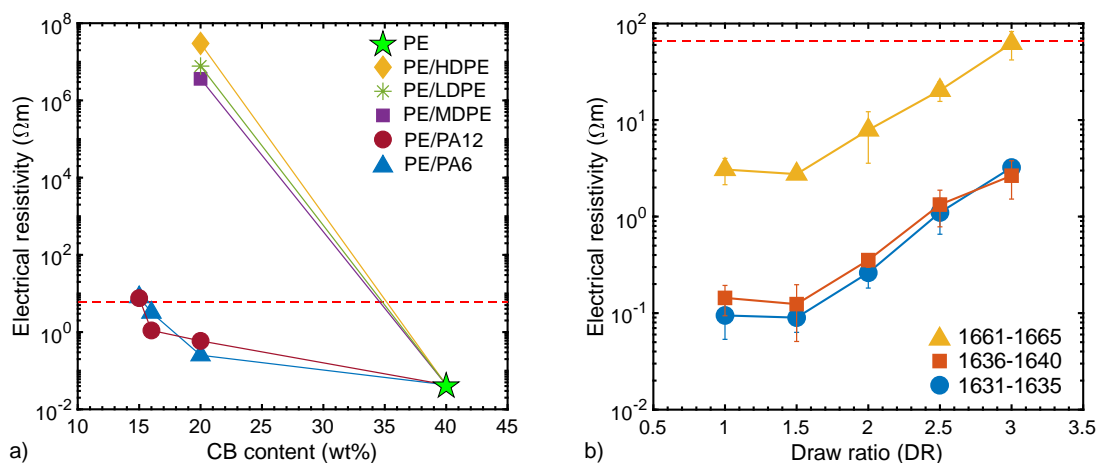 10^8
10^6
10^4
10^2
10^0
10^-2
Electrical resistivity (Ωm)
10 15 20 25 30 35 40 45
CB content (wt%)
a)
PE
PE/HDPE
PE/LDPE
PE/MDPE
PE/PA12
PE/PA6
10^2
10^1
10^0
10^-1
10^-2
Electrical resistivity (Ωm)
0.5 1 1.5 2 2.5 3 3.5
Draw ratio (DR)
b)
1661-1665
1636-1640
1631-1635